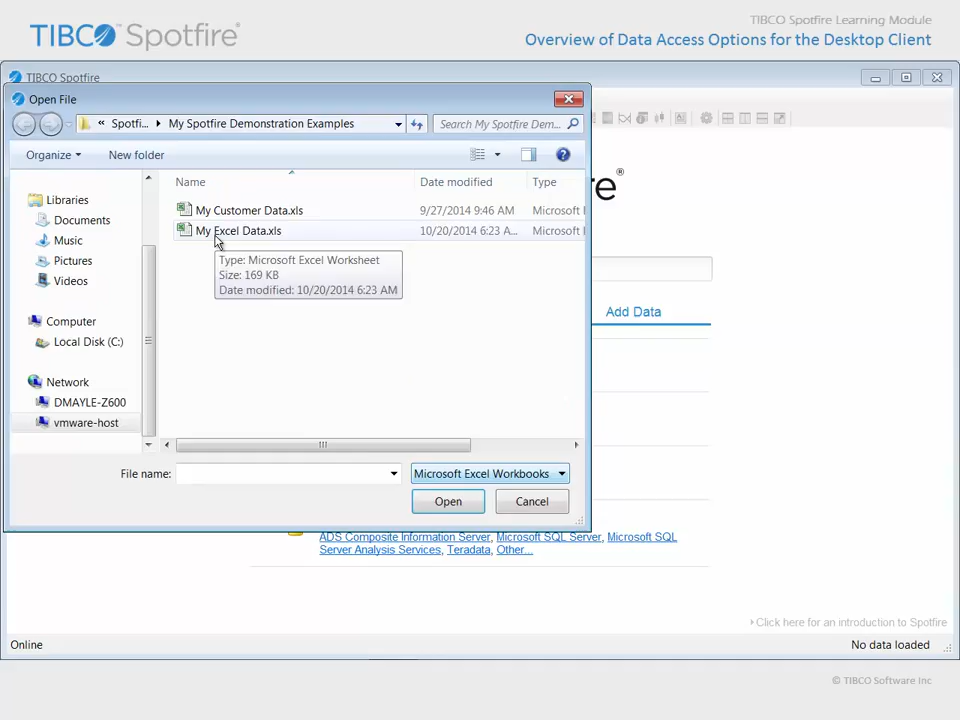 TIBCO Spotfire®
TIBCO Spotfire Learning Module
Overview of Data Access Options for the Desktop Client
TIBCO Spotfire
Open File
« Spotfi... My Spotfire Demonstration Examples
Search My Spotfire Dem...
Organize New folder
Name Date modified Type
Libraries
Documents
Music
Pictures
Videos
Computer
Local Disk (C:)
Network
DMAYLE-Z600
vmware-host
My Customer Data.xls 9/27/2014 9:46 AM Microsoft
My Excel Data.xls 10/20/2014 6:23 A... Microsoft
Type: Microsoft Excel Worksheet
Size: 169 KB
Date modified: 10/20/2014 6:23 AM
re®
Add Data
File name:
Microsoft Excel Workbooks
Open Cancel
ADS Composite Information Server, Microsoft SQL Server, Microsoft SQL
Server Analysis Services, Teradata, Other...
Click here for an introduction to Spotfire
Online
No data loaded
© TIBCO Software Inc